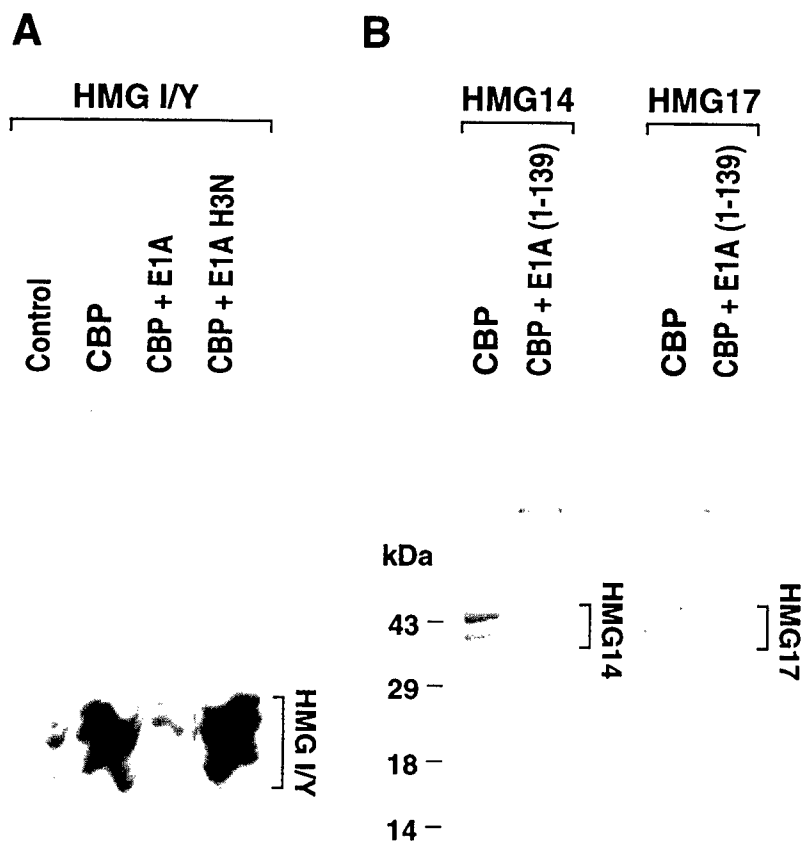 A
HMG I/Y
Control
CBP
CBP + E1A
CBP + E1A H3N
HMG I/Y
B
HMG14
HMG17
CBP
CBP + E1A (1-139)
CBP
CBP + E1A (1-139)
kDa
43
29
18
14
HMG14
HMG17